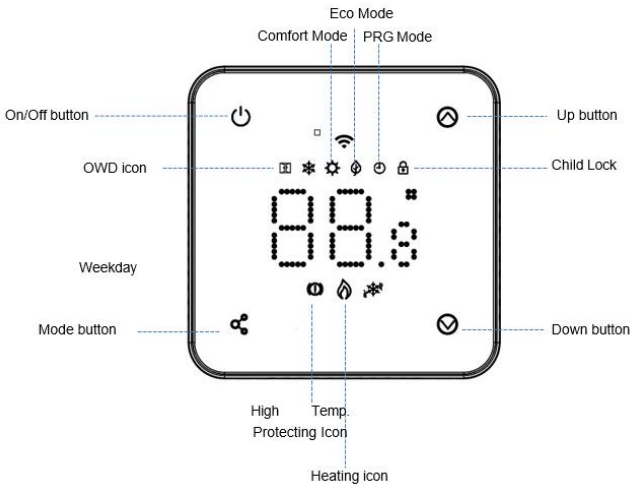 Eco Mode
Comfort Mode PRG Mode
On/Off button
Up button
OWD icon
Child Lock
88.8
Weekday
Mode button
Down button
High Temp.
Protecting Icon
Heating icon